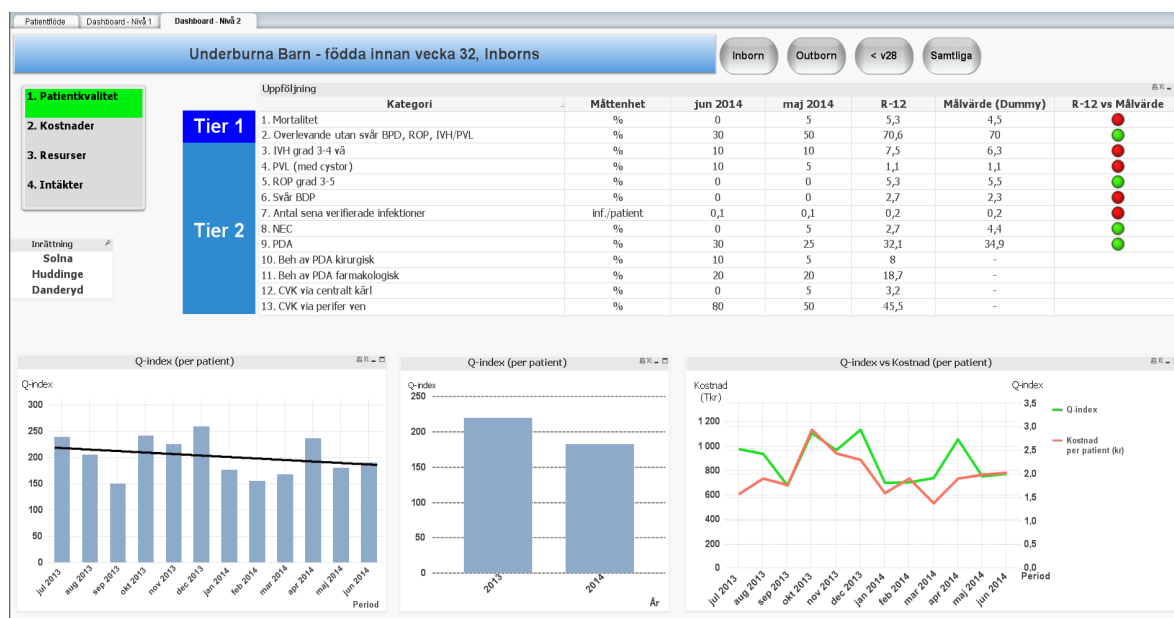 Patientflöde Dashboard - Nivå 1 Dashboard - Nivå 2
Underburna Barn - födda innan vecka 32, Inborns
Inborn Outborn < v28 Samtliga
1. Patientkvalitet
2. Kostnader
3. Resurser
4. Intäkter
Inrättning
Solna
Huddinge
Danderyd
Tier 1
Tier 2
Uppföljning
Kategori Måttenhet jun 2014 maj 2014 R-12 Målvärde (Dummy) R-12 vs Målvärde
1. Mortalitet % 0 5 5,3 4,5
2. Overlevande utan svår BPD, ROP, IVH/PVL % 30 50 70,6 70
3. IVH grad 3-4 vä % 10 10 7,5 6,3
4. PVL (med cystor) % 10 5 1,1 1,1
5. ROP grad 3-5 % 0 0 5,3 5,5
6. Svår BDP % 0 0 2,7 2,3
7. Antal sena verifierade infektioner inf./patient 0,1 0,1 0,2 0,2
8. NEC % 0 5 2,7 4,4
9. PDA % 30 25 32,1 34,9
10. Beh av PDA kirurgisk % 10 5 8 -
11. Beh av PDA farmakologisk % 20 20 18,7 -
12. CVK via centralt kärl % 0 5 3,2 -
13. CVK via perifer ven % 80 50 45,5 -
Q-index (per patient)
Q-index
300
250
200
150
100
50
0
jul 2013 aug 2013 sep 2013 okt 2013 nov 2013 dec 2013 jan 2014 feb 2014 mar 2014 apr 2014 maj 2014 jun 2014
Period
Q-index (per patient)
Q-index
250
200
150
100
50
0
2013 2014
År
Q-index vs Kostnad (per patient)
Kostnad
(Tkr)
1 200
1 000
800
600
400
200
0
Q-index
3,5
3,0
2,5
2,0
1,5
1,0
0,5
0,0
jul 2013 aug 2013 sep 2013 okt 2013 nov 2013 dec 2013 jan 2014 feb 2014 mar 2014 apr 2014 maj 2014 jun 2014
Period
Q-index
Kostnad
per patient (kr)